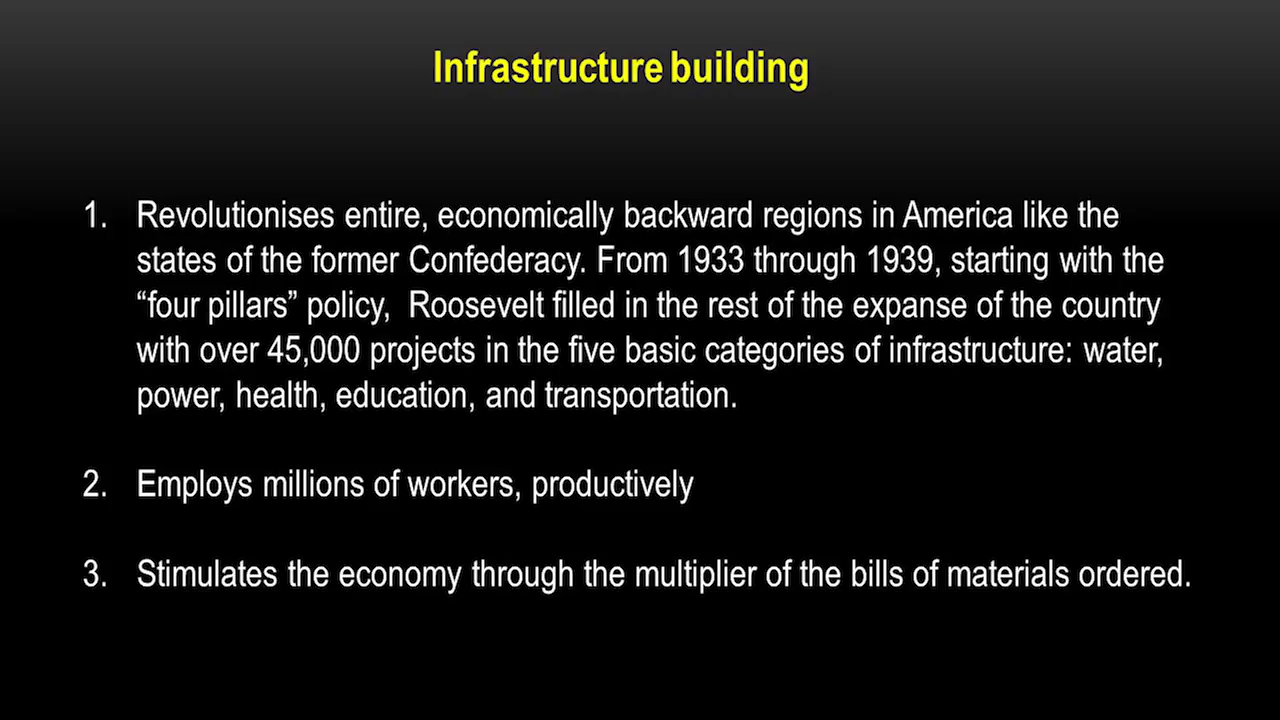 Infrastructure building
1. Revolutionises entire, economically backward regions in America like the
states of the former Confederacy. From 1933 through 1939, starting with the
“four pillars” policy, Roosevelt filled in the rest of the expanse of the country
with over 45,000 projects in the five basic categories of infrastructure: water,
power, health, education, and transportation.
2. Employs millions of workers, productively
3. Stimulates the economy through the multiplier of the bills of materials ordered.